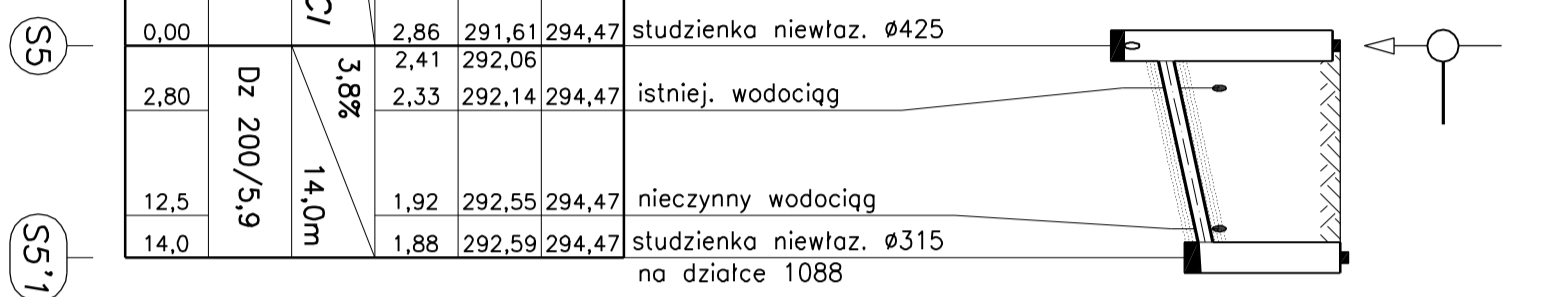 S5
0,00 2,86 291,61 294,47 studzienka niewłaz. Ø425
2,41 292,06
2,80 2,33 292,14 294,47 istniej. wodociąg
Dz 200/5,9
3,8%
14,0m
12,5 1,92 292,55 294,47 nieczynny wodociąg
14,0 1,88 292,59 294,47 studzienka niewłaz. Ø315
na działce 1088
S5'1